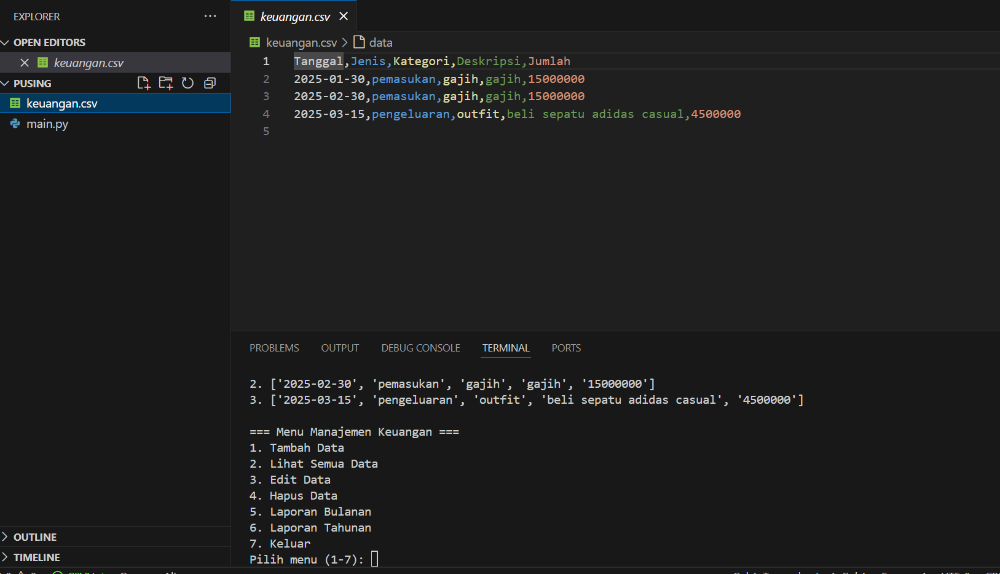 EXPLORER
OPEN EDITORS
keuangan.csv
PUSING
keuangan.csv
main.py
OUTLINE
TIMELINE
keuangan.csv
keuangan.csv > data
1 Tanggal,Jenis,Kategori,Deskripsi,Jumlah
2 2025-01-30,pemasukan,gajih,gajih,15000000
3 2025-02-30,pemasukan,gajih,gajih,15000000
4 2025-03-15,pengeluaran,outfit,beli sepatu adidas casual,4500000
5
PROBLEMS OUTPUT DEBUG CONSOLE TERMINAL PORTS
2. ['2025-02-30', 'pemasukan', 'gajih', 'gajih', '15000000']
3. ['2025-03-15', 'pengeluaran', 'outfit', 'beli sepatu adidas casual', '4500000']
=== Menu Manajemen Keuangan ===
1. Tambah Data
2. Lihat Semua Data
3. Edit Data
4. Hapus Data
5. Laporan Bulanan
6. Laporan Tahunan
7. Keluar
Pilih menu (1-7):